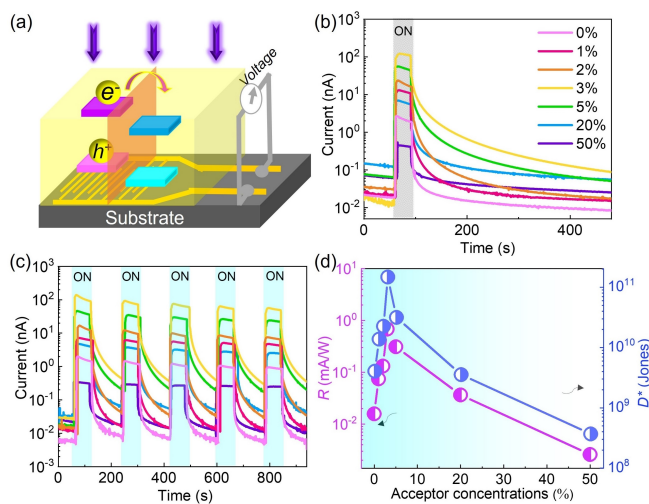 (a)
e⁻
h⁺
Voltage
Substrate
(b)
ON
0%
1%
2%
3%
5%
20%
50%
Current (nA)
10³
10²
10¹
10⁰
10⁻¹
10⁻²
0 200 400
Time (s)
(c)
ON ON ON ON ON
Current (nA)
10³
10²
10¹
10⁰
10⁻¹
10⁻²
10⁻³
0 200 400 600 800
Time (s)
(d)
R (mA/W)
10¹
10⁰
10⁻¹
10⁻²
D* (Jones)
10¹¹
10¹⁰
10⁹
10⁸
0 10 20 30 40 50
Acceptor concentrations (%)